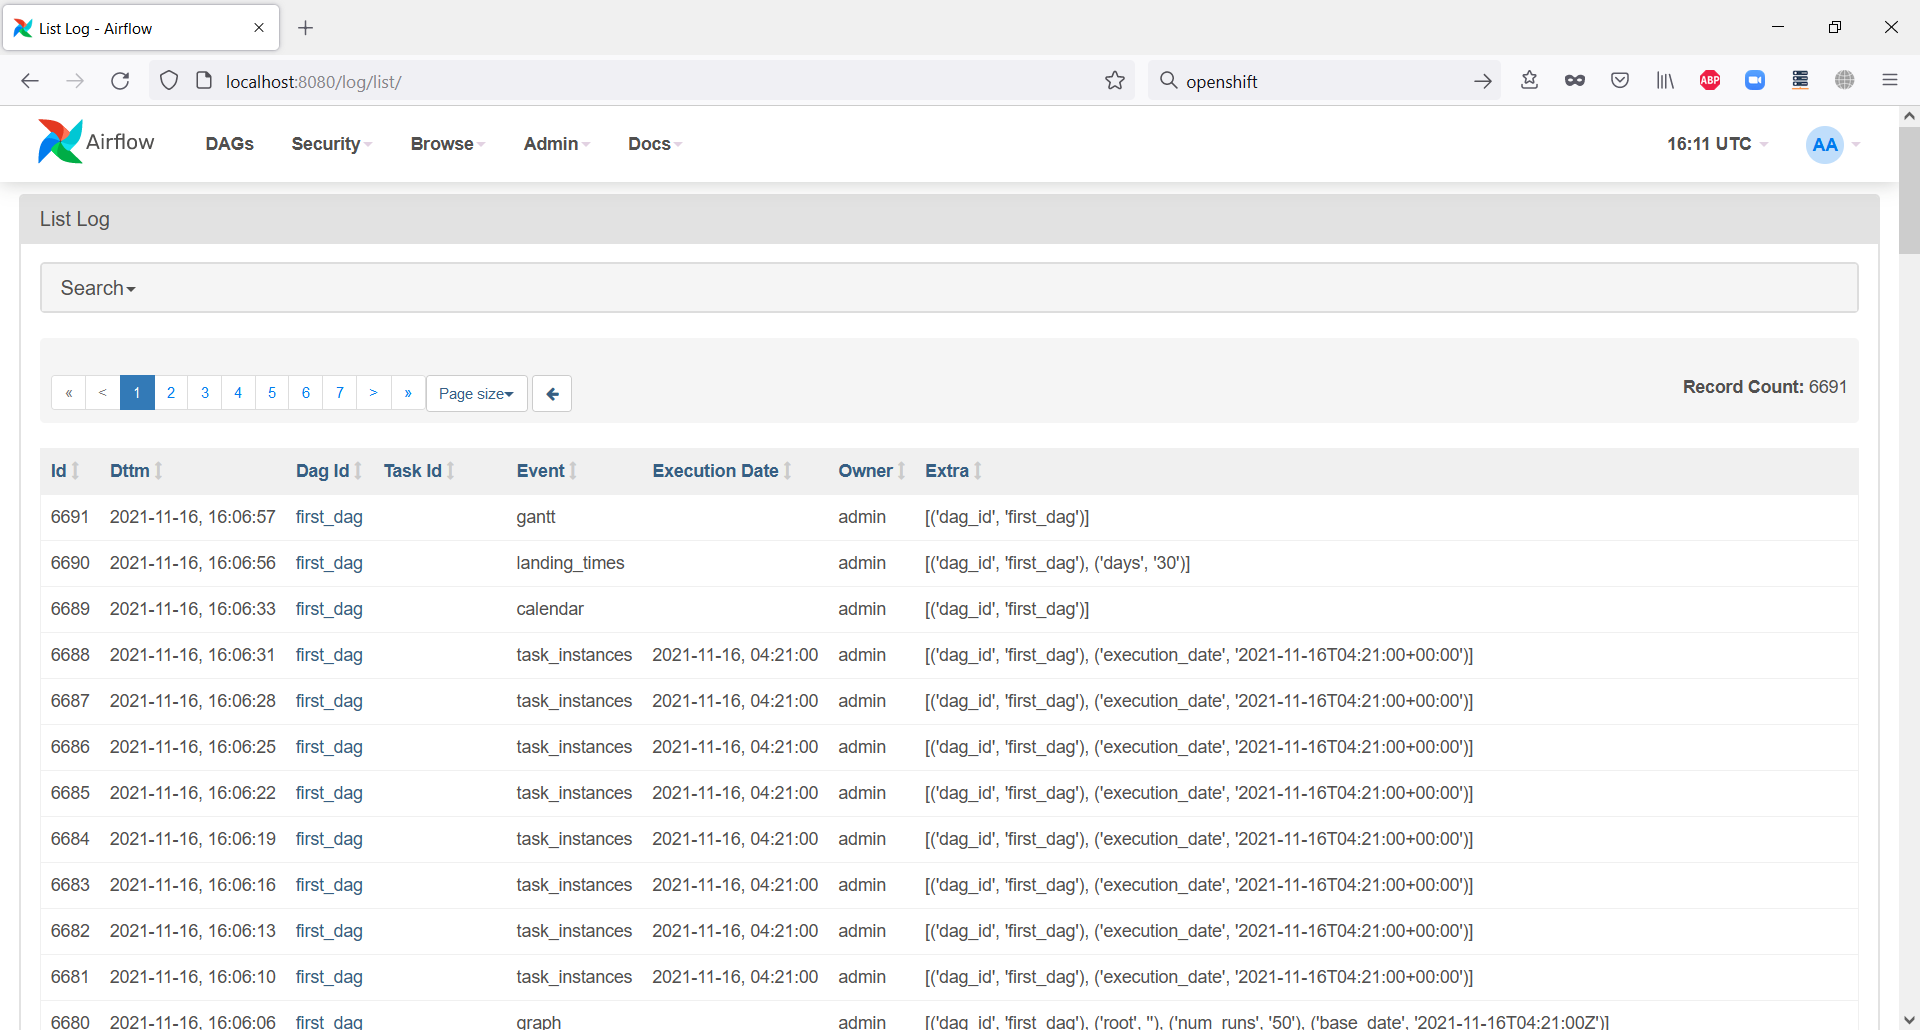 List Log - Airflow
localhost:8080/log/list/
openshift
ABP
Airflow
DAGs Security Browse Admin Docs 16:11 UTC AA
List Log
Search
« < 1 2 3 4 5 6 7 > » Page size
Record Count: 6691
Id Dttm Dag Id Task Id Event Execution Date Owner Extra
6691 2021-11-16, 16:06:57 first_dag gantt admin [('dag_id', 'first_dag')]
6690 2021-11-16, 16:06:56 first_dag landing_times admin [('dag_id', 'first_dag'), ('days', '30')]
6689 2021-11-16, 16:06:33 first_dag calendar admin [('dag_id', 'first_dag')]
6688 2021-11-16, 16:06:31 first_dag task_instances 2021-11-16, 04:21:00 admin [('dag_id', 'first_dag'), ('execution_date', '2021-11-16T04:21:00+00:00')]
6687 2021-11-16, 16:06:28 first_dag task_instances 2021-11-16, 04:21:00 admin [('dag_id', 'first_dag'), ('execution_date', '2021-11-16T04:21:00+00:00')]
6686 2021-11-16, 16:06:25 first_dag task_instances 2021-11-16, 04:21:00 admin [('dag_id', 'first_dag'), ('execution_date', '2021-11-16T04:21:00+00:00')]
6685 2021-11-16, 16:06:22 first_dag task_instances 2021-11-16, 04:21:00 admin [('dag_id', 'first_dag'), ('execution_date', '2021-11-16T04:21:00+00:00')]
6684 2021-11-16, 16:06:19 first_dag task_instances 2021-11-16, 04:21:00 admin [('dag_id', 'first_dag'), ('execution_date', '2021-11-16T04:21:00+00:00')]
6683 2021-11-16, 16:06:16 first_dag task_instances 2021-11-16, 04:21:00 admin [('dag_id', 'first_dag'), ('execution_date', '2021-11-16T04:21:00+00:00')]
6682 2021-11-16, 16:06:13 first_dag task_instances 2021-11-16, 04:21:00 admin [('dag_id', 'first_dag'), ('execution_date', '2021-11-16T04:21:00+00:00')]
6681 2021-11-16, 16:06:10 first_dag task_instances 2021-11-16, 04:21:00 admin [('dag_id', 'first_dag'), ('execution_date', '2021-11-16T04:21:00+00:00')]
6680 2021-11-16, 16:06:06 first_dag graph admin [('dag_id', 'first_dag'), ('root', ''), ('num_runs', '50'), ('base_date', '2021-11-16T04:21:00Z')]